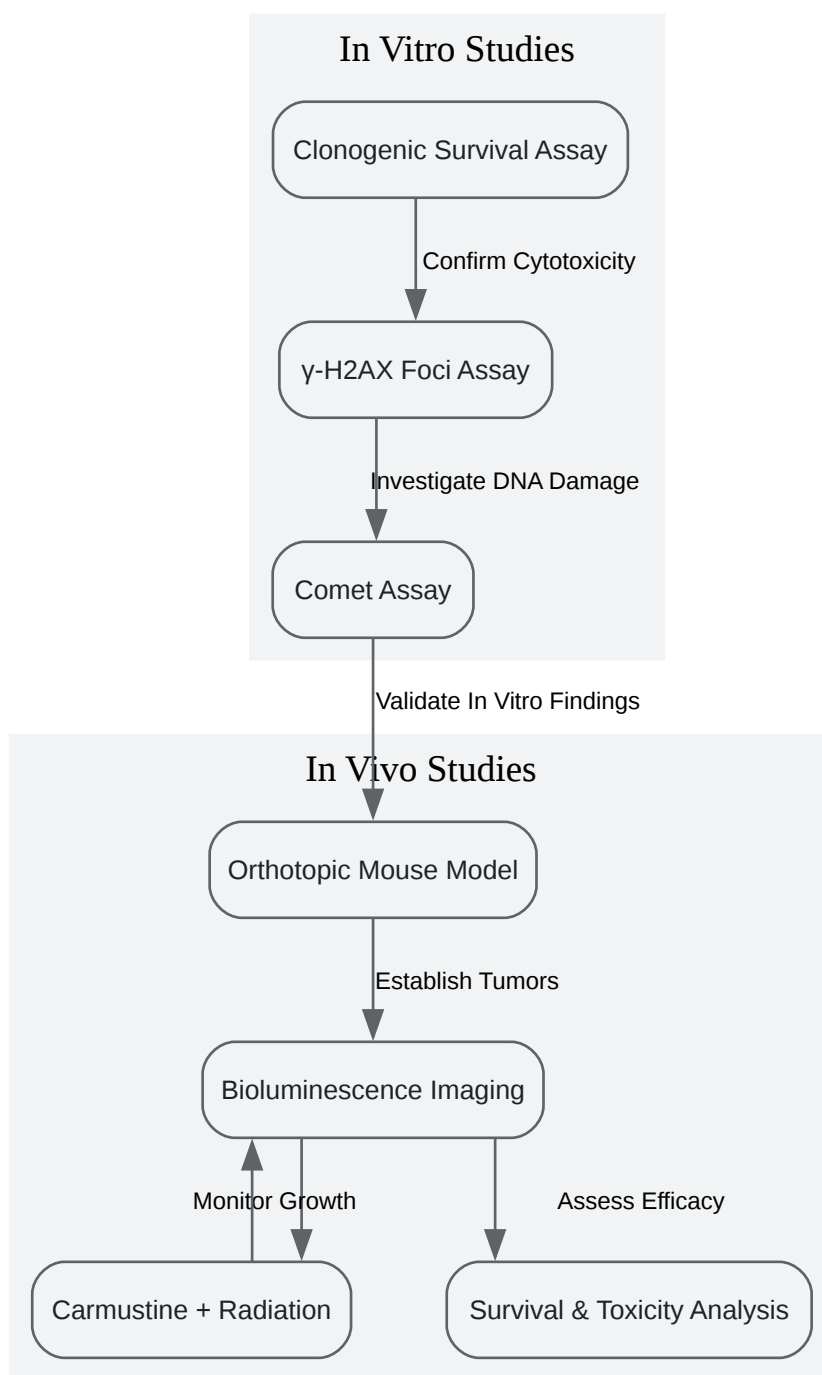 In Vitro Studies
Clonogenic Survival Assay
Confirm Cytotoxicity
γ-H2AX Foci Assay
Investigate DNA Damage
Comet Assay
Validate In Vitro Findings
In Vivo Studies
Orthotopic Mouse Model
Establish Tumors
Bioluminescence Imaging
Monitor Growth
Assess Efficacy
Carmustine + Radiation
Survival & Toxicity Analysis